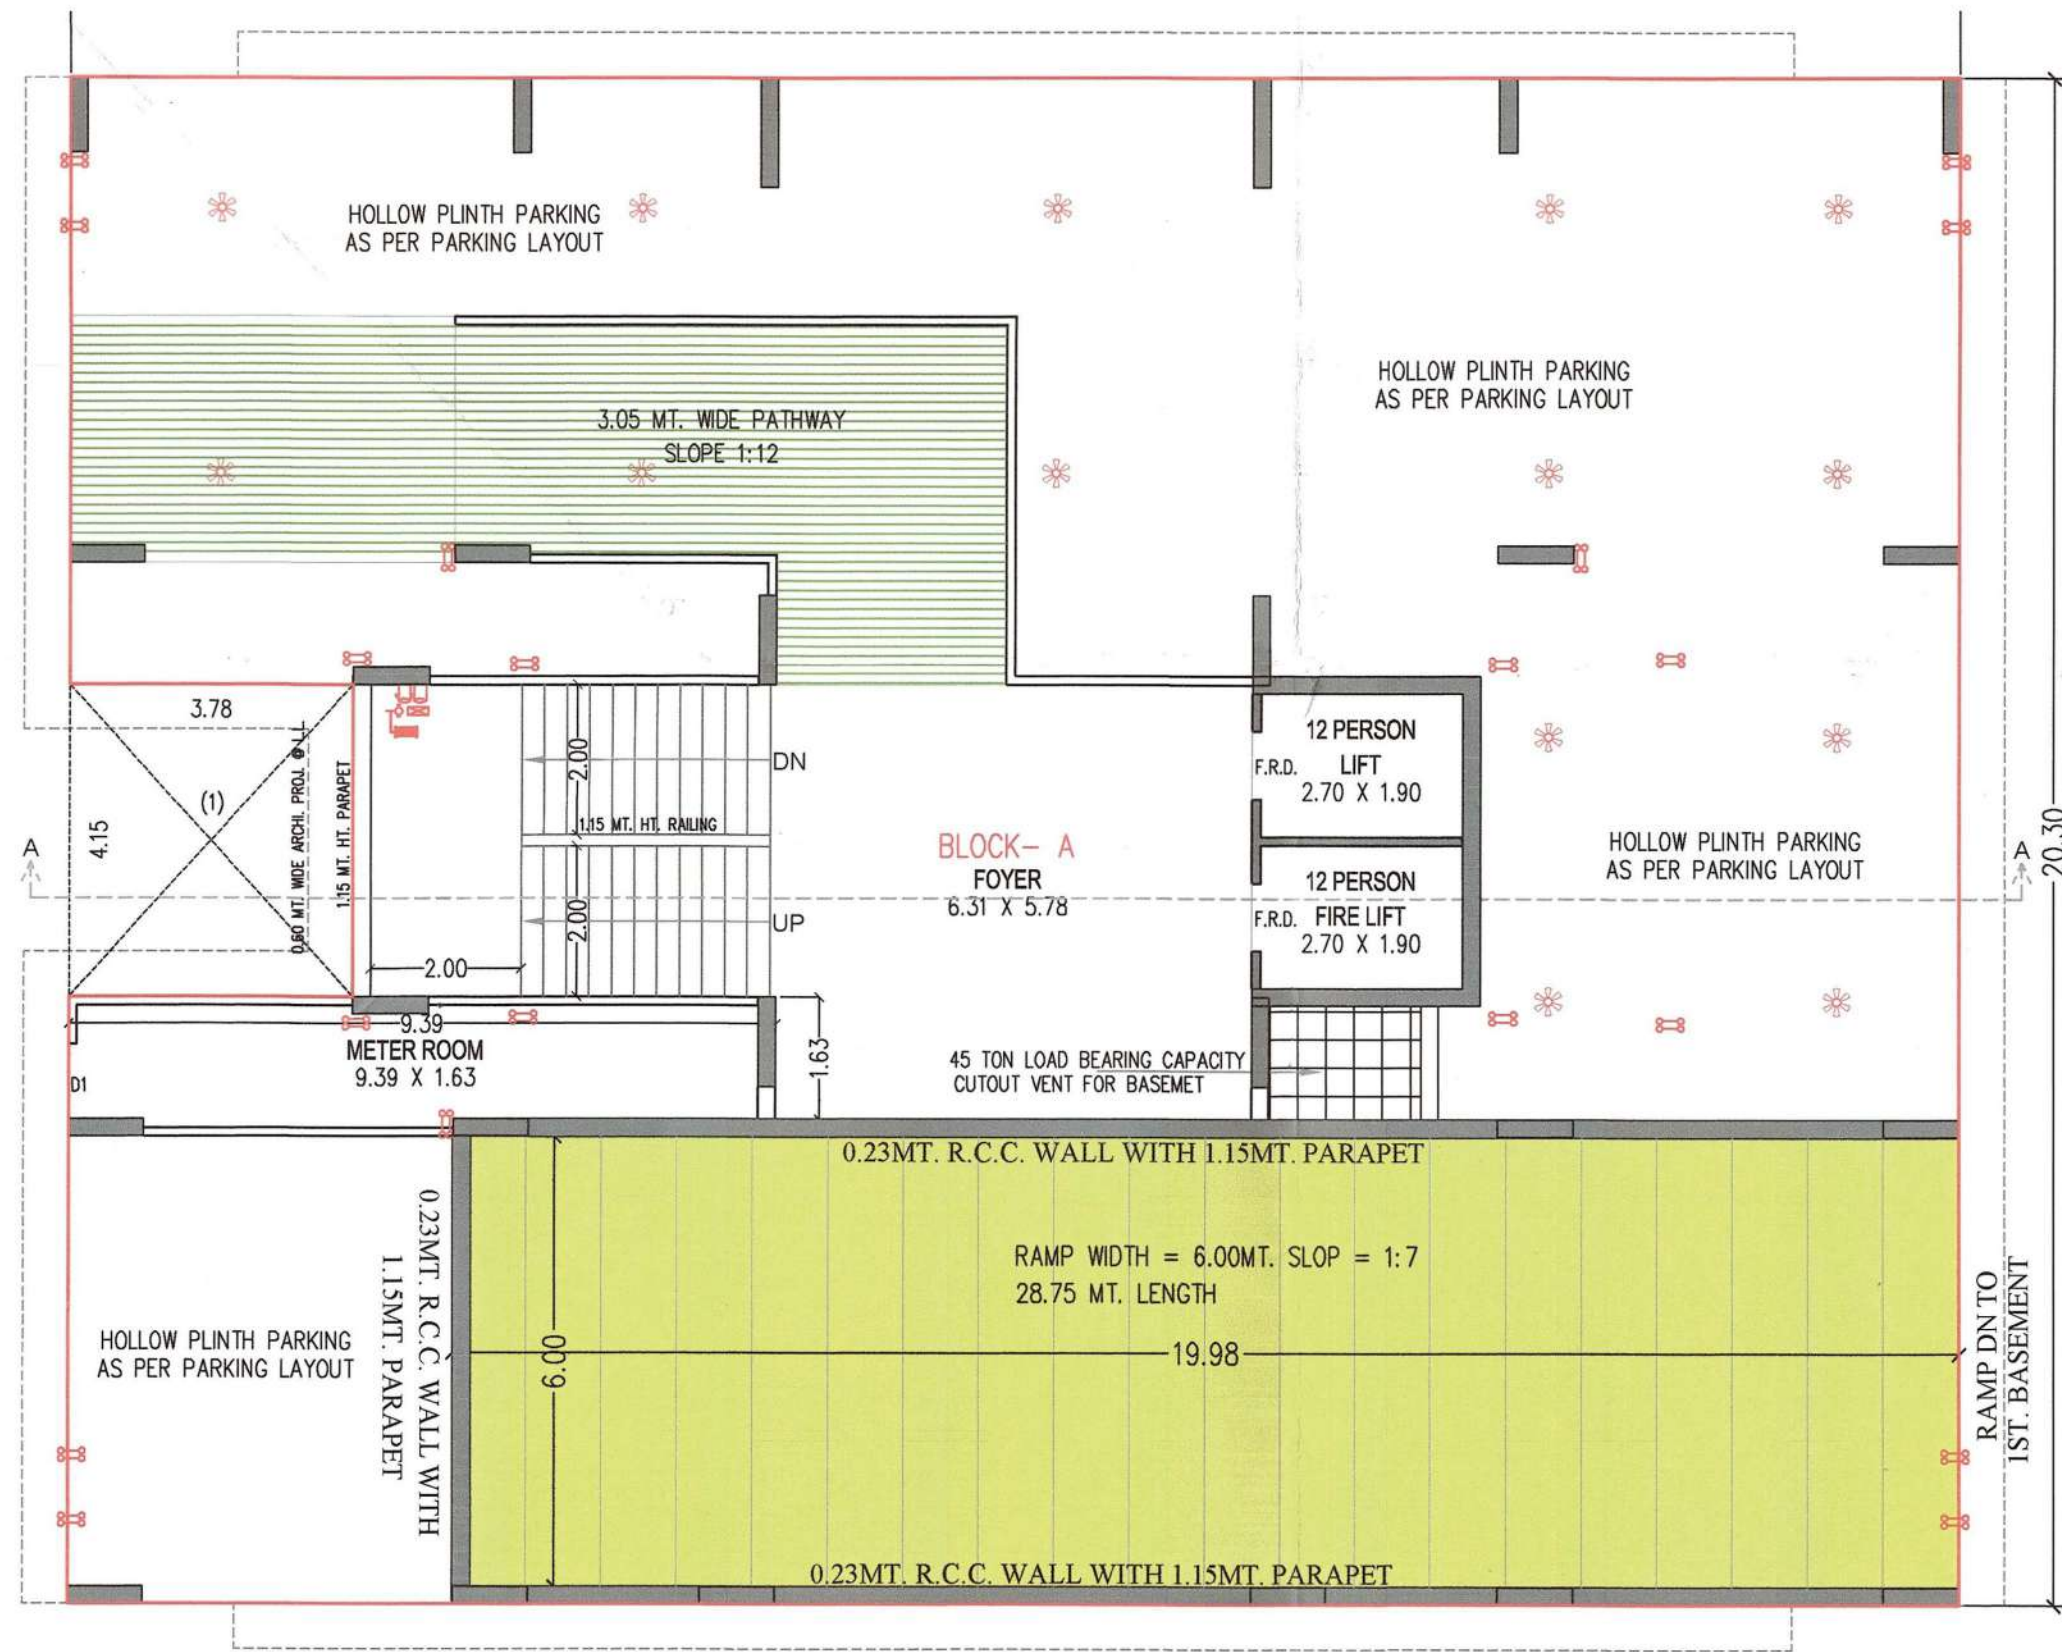 HOLLOW PLINTH PARKING
AS PER PARKING LAYOUT
HOLLOW PLINTH PARKING
AS PER PARKING LAYOUT
3.05 MT. WIDE PATHWAY
SLOPE 1:12
3.78
4.15
(1)
0.60 MT. WIDE ARCHI. PROJ. @ LL
1.15 MT. HT. PARAPET
2.00
DN
1.15 MT. HT. RAILING
2.00
UP
2.00
BLOCK- A
FOYER
6.31 X 5.78
12 PERSON
LIFT
2.70 X 1.90
F.R.D.
12 PERSON
FIRE LIFT
2.70 X 1.90
F.R.D.
HOLLOW PLINTH PARKING
AS PER PARKING LAYOUT
A
A
20.30
9.39
METER ROOM
9.39 X 1.63
D1
1.63
45 TON LOAD BEARING CAPACITY
CUTOUT VENT FOR BASEMET
0.23MT. R.C.C. WALL WITH 1.15MT. PARAPET
0.23MT. R.C.C. WALL WITH
1.15MT. PARAPET
RAMP WIDTH = 6.00MT. SLOP = 1:7
28.75 MT. LENGTH
6.00
19.98
HOLLOW PLINTH PARKING
AS PER PARKING LAYOUT
RAMP DN TO
1ST. BASEMENT
0.23MT. R.C.C. WALL WITH 1.15MT. PARAPET